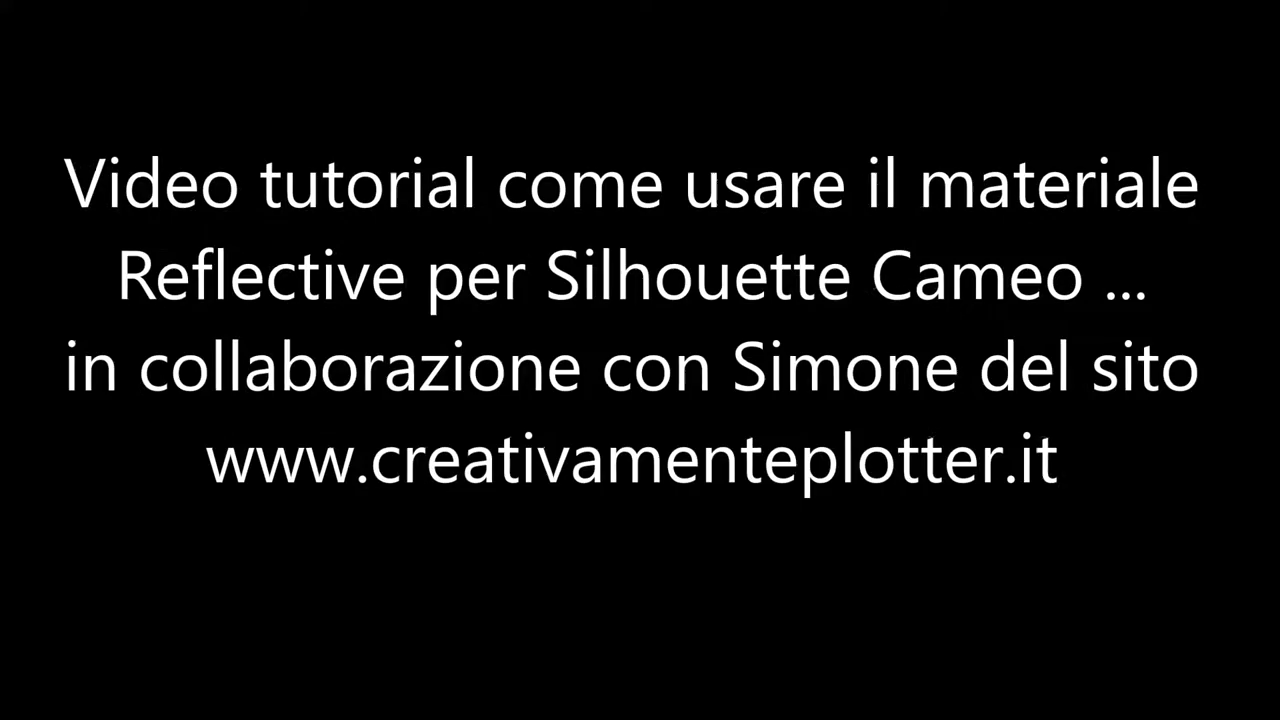 Video tutorial come usare il materiale
Reflective per Silhouette Cameo ...
in collaborazione con Simone del sito
www.creativamenteplotter.it